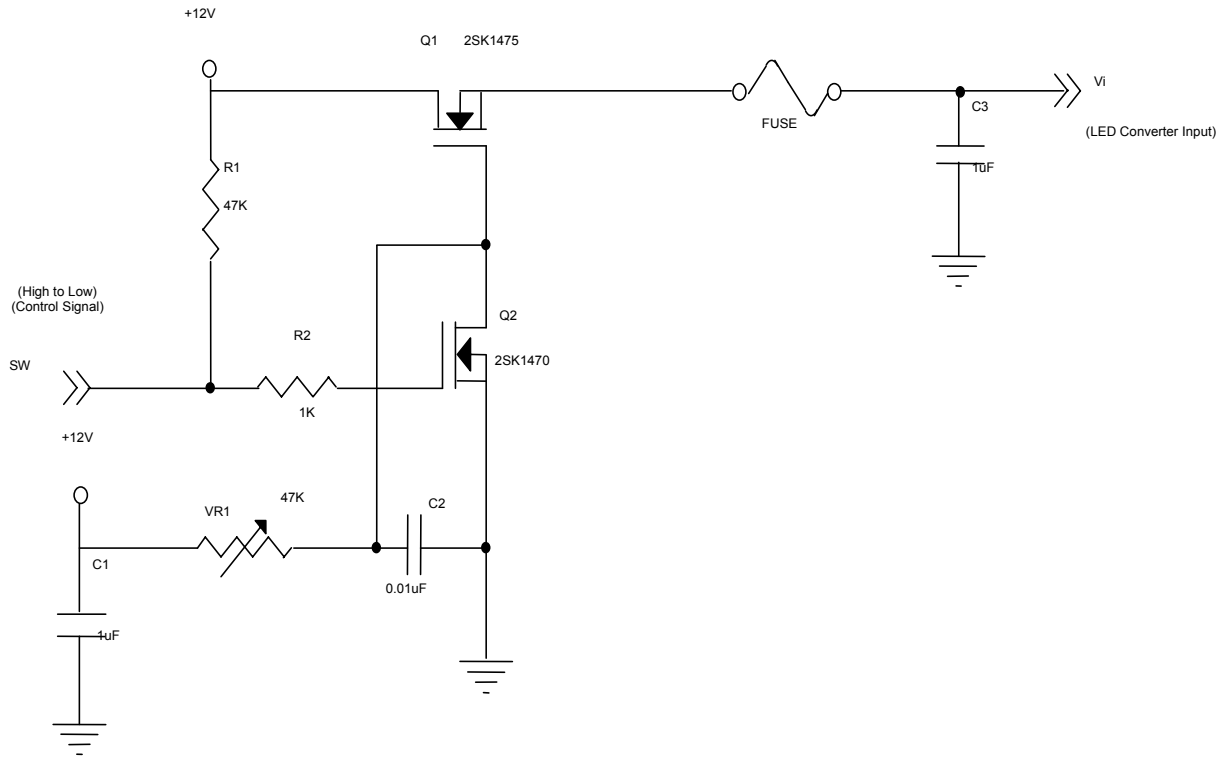 +12V
Q1 2SK1475
Vi
C3
FUSE
(LED Converter Input)
R1
1uF
47K
(High to Low)
(Control Signal)
Q2
R2
SW
2SK1470
1K
+12V
47K
C2
VR1
C1
0.01uF
1uF